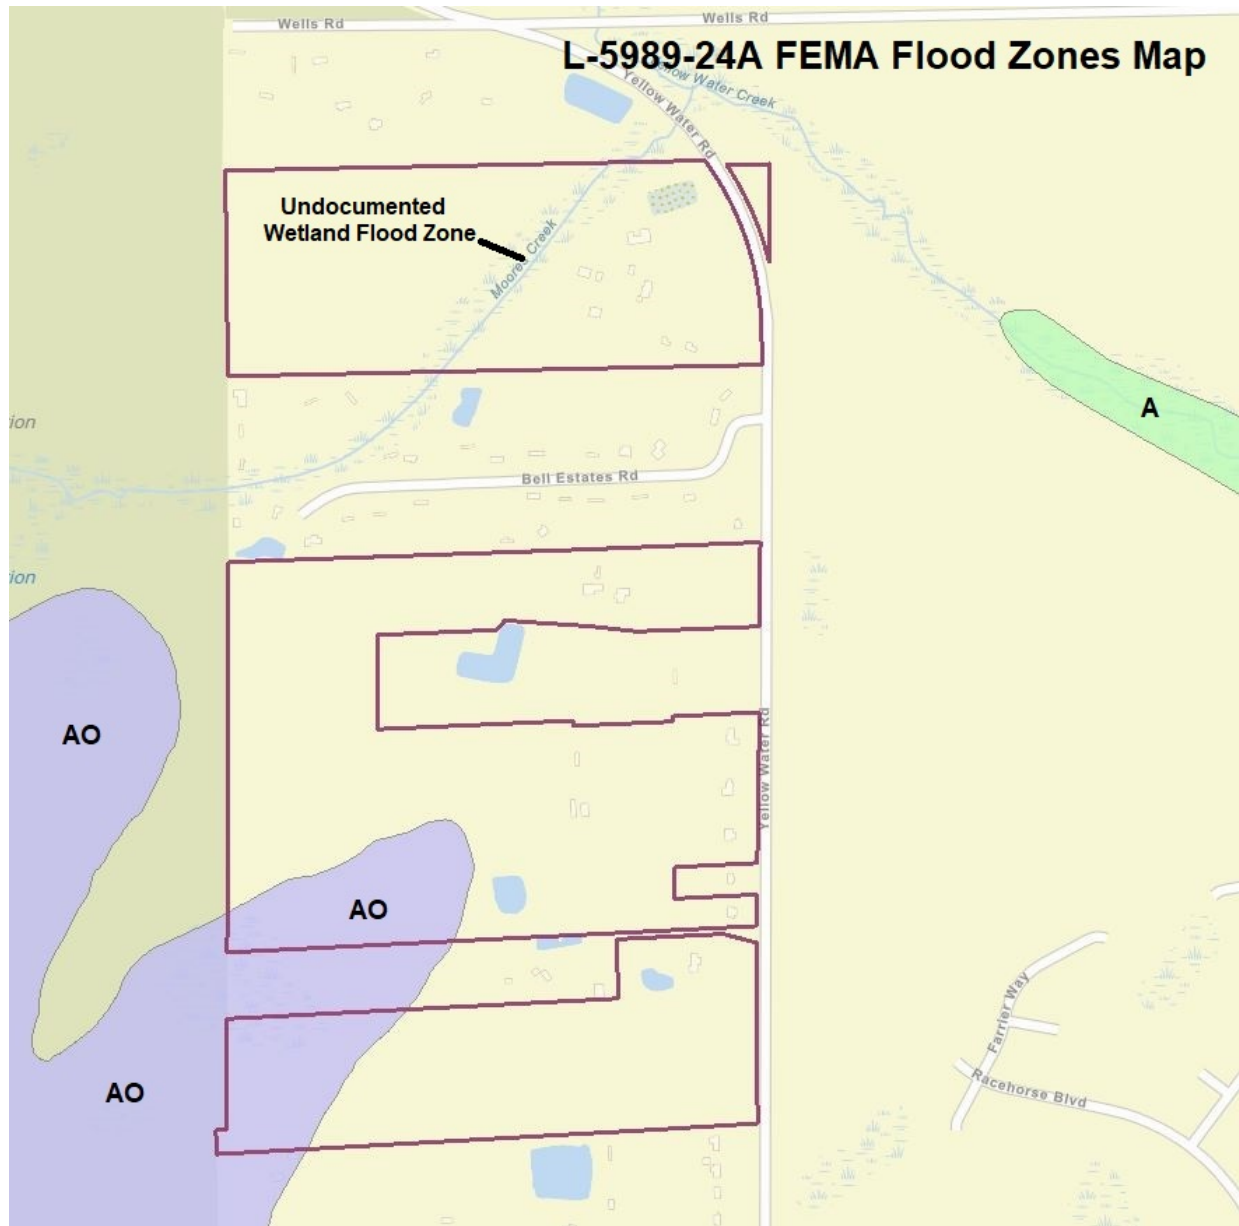 Wells Rd
Wells Rd
L-5989-24A FEMA Flood Zones Map
Yellow Water Creek
Yellow Water Rd
Undocumented
Wetland Flood Zone
Moores Creek
A
ion
Bell Estates Rd
ion
AO
Yellow Water Rd
AO
Farrier Way
Racehorse Blvd
AO